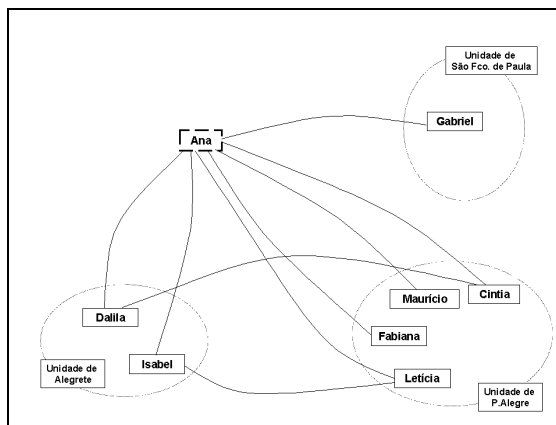 Unidade de
São Fco. de Paula
Gabriel
Ana
Maurício
Cintia
Dalila
Fabiana
Isabel
Unidade de
Alegrete
Letícia
Unidade de
P.Alegre